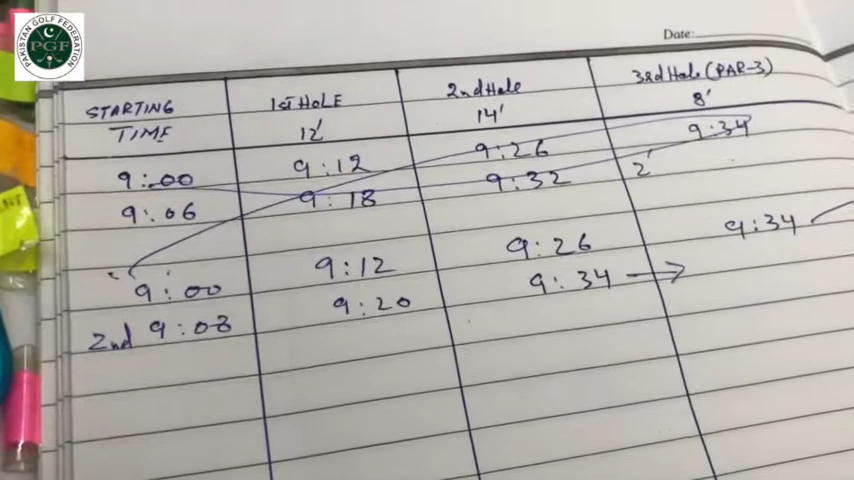 PAKISTAN GOLF FEDERATION
PGF
Date:
STARTING TIME 1st HOLE 12' 2nd Hole 14' 3rd Hole (PAR-3) 8'
9:00 9:12 9:26 9:34
9:06 9:18 9:32 2'
9:00 9:12 9:26 9:34
2nd 9:08 9:20 9:34 →